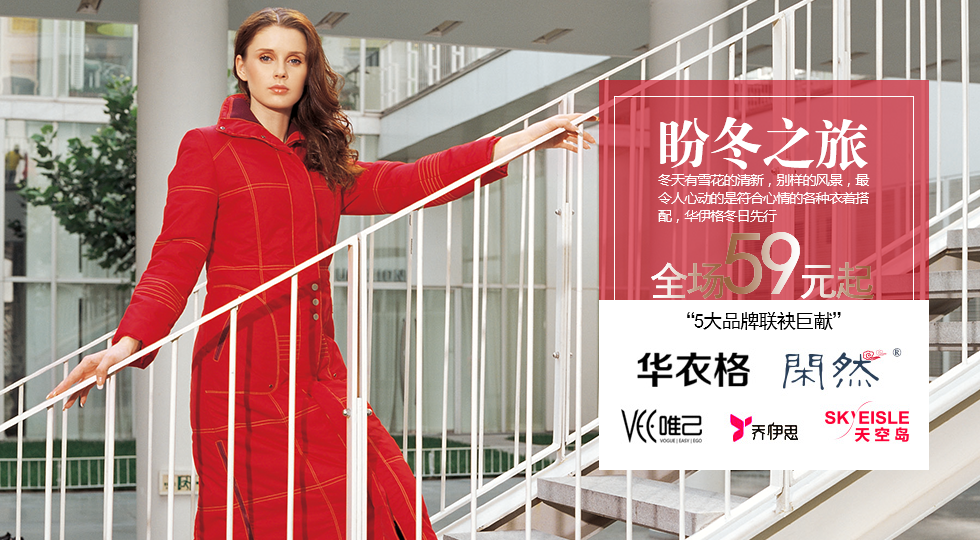 盼冬之旅
冬天有雪花的清新，别样的风景，最
令人心动的是符合心情的各种衣着搭
配，华伊格冬日先行
全场59元起
“5大品牌联袂巨献”
华衣格
閑然®
VEE唯己
VOGUE | EASY | EGO
乔伊思
SKYEISLE
天空岛